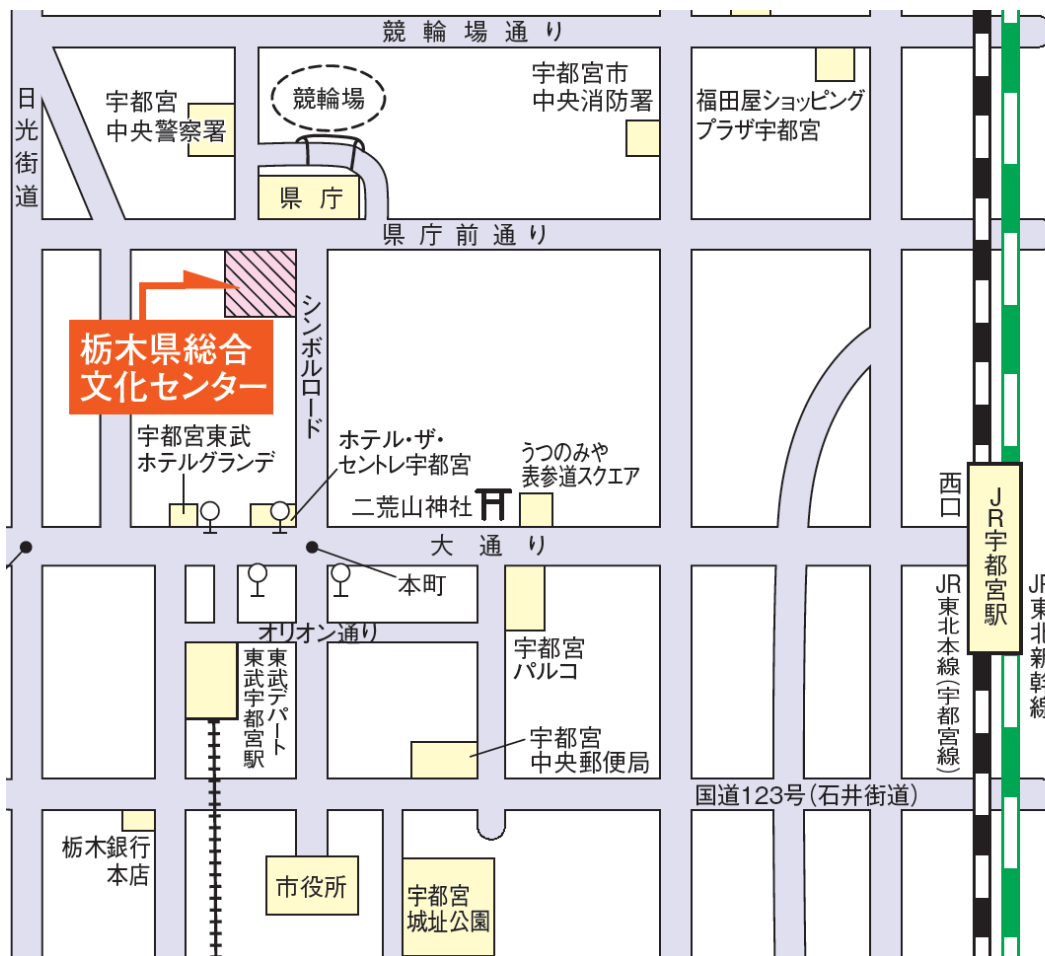 競輪場通り
日光街道
宇都宮
中央警察署
競輪場
宇都宮市
中央消防署
福田屋ショッピング
プラザ宇都宮
県庁
県庁前通り
シンボルロード
栃木県総合
文化センター
宇都宮東武
ホテルグランデ
ホテル・ザ・
セントレ宇都宮
うつのみや
表参道スクエア
二荒山神社
西口
JR宇都宮駅
大通り
本町
オリオン通り
東武デパート
東武宇都宮駅
宇都宮
パルコ
JR東北本線(宇都宮線)
JR東北新幹線
宇都宮
中央郵便局
国道123号(石井街道)
栃木銀行
本店
市役所
宇都宮
城址公園